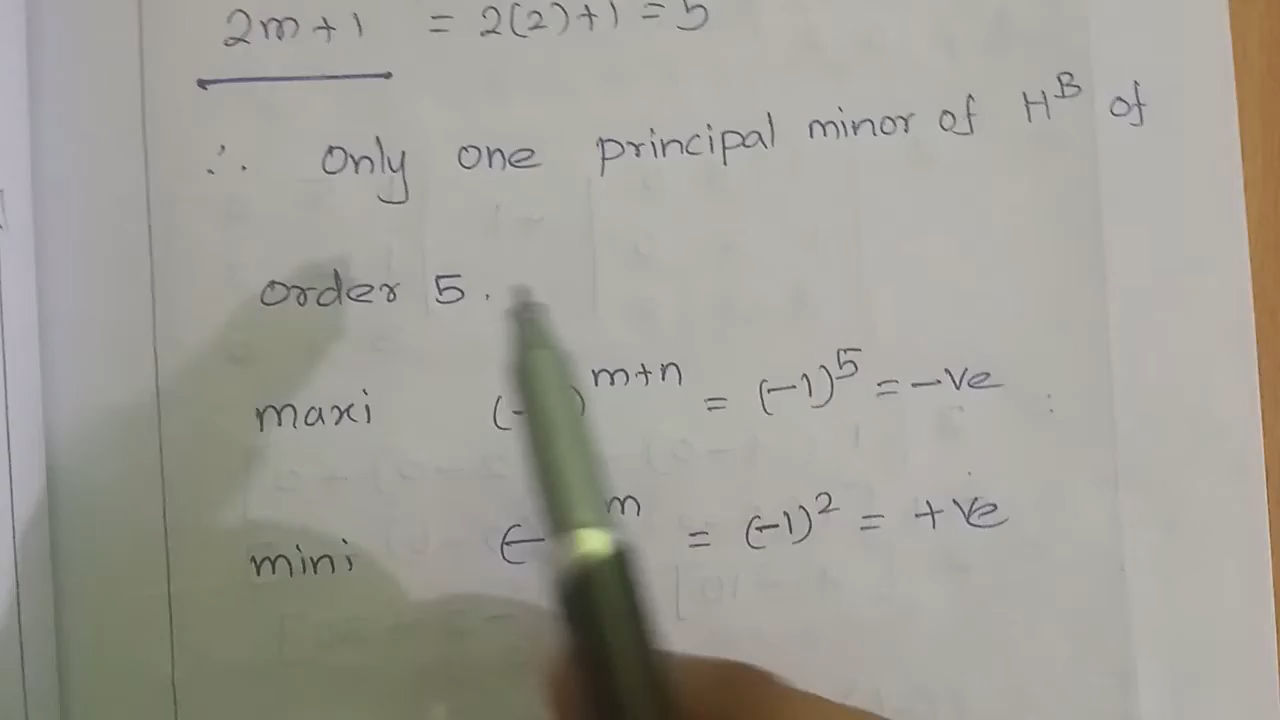 2m+1 = 2(2)+1 = 5
∴ Only one principal minor of H^B of
order 5.
maxi (- )^m+n = (-1)^5 = -ve
mini (- ^m = (-1)^2 = +ve